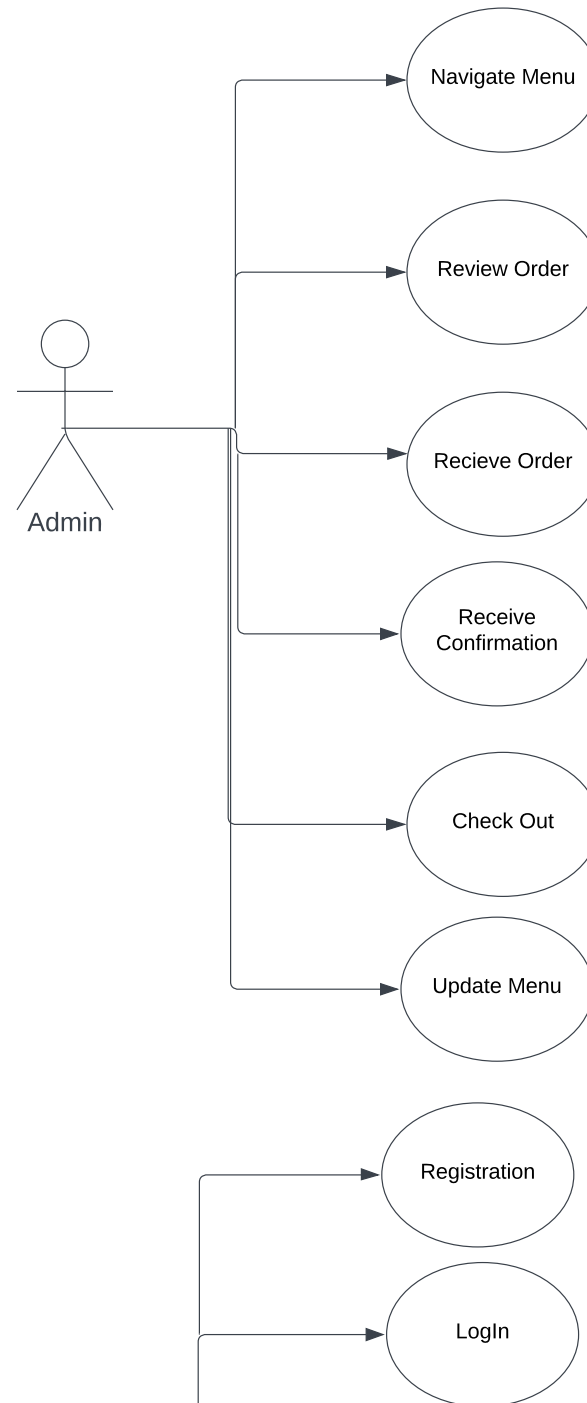 Navigate Menu
Review Order
Recieve Order
Admin
Receive
Confirmation
Check Out
Update Menu
Registration
LogIn